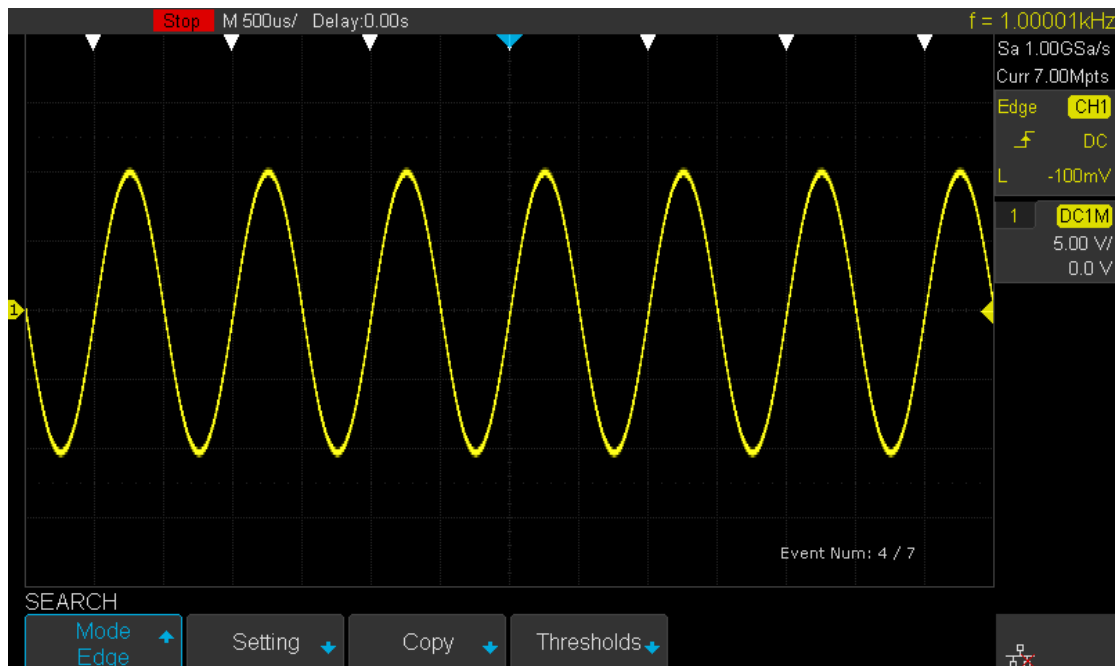 Stop M 500us/ Delay:0.00s f = 1.00001kHz
Sa 1.00GSa/s
Curr 7.00Mpts
Edge CH1
DC
L -100mV
1 DC1M
5.00 V/
0.0 V
1
Event Num: 4 / 7
SEARCH
Mode
Edge
Setting
Copy
Thresholds